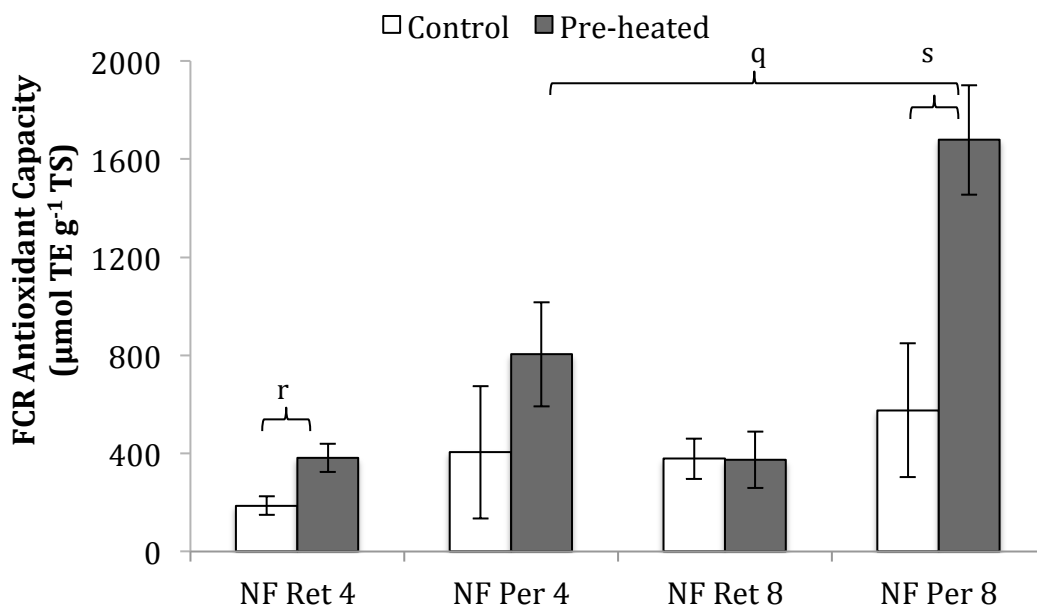 Control Pre-heated
FCR Antioxidant Capacity
(µmol TE g⁻¹ TS)
2000
1600
1200
800
400
0
q
s
r
NF Ret 4 NF Per 4 NF Ret 8 NF Per 8